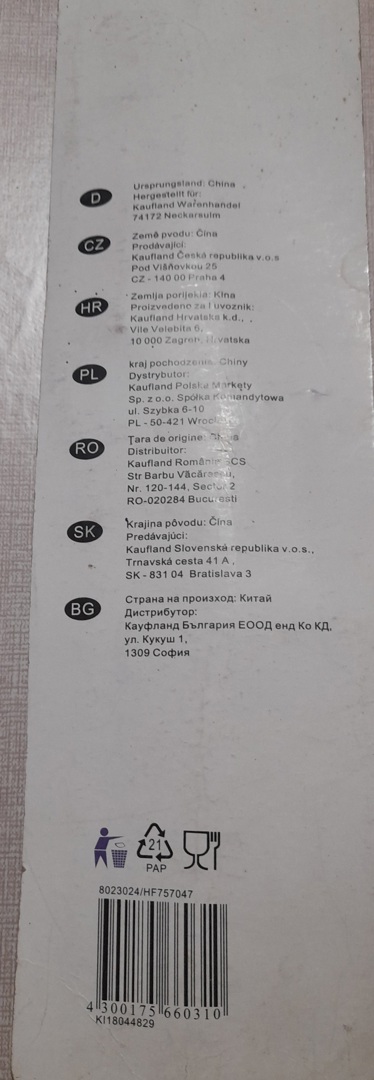 D
Ursprungsland: China
Hergestellt für:
Kaufland Warenhandel
74172 Neckarsulm
CZ
Země pvodu: Čína
Prodávající:
Kaufland Česká republika v.o.s
Pod Višňovkou 25
CZ - 140 00 Praha 4
HR
Zemlja porijekla: Kina
Proizvedeno za i uvoznik:
Kaufland Hrvatska k.d., ,
Vile Velebita 6,
10 000 Zagreb, Hrvatska
PL
kraj pochodzenia: Chiny
Dystrybutor:
Kaufland Polska Markety
Sp. z o.o. Spółka Komandytowa
ul. Szybka 6-10
PL - 50-421
RO
Țara de origine: China
Distribuitor:
Kaufland România SCS
Str Barbu Văcărescu,
Nr. 120-144, Sector 2
RO-020284 Bucuresti
SK
Krajina pôvodu: Čína
Predávajúci:
Kaufland Slovenská republika v.o.s.,
Trnavská cesta 41 A ,
SK - 831 04 Bratislava 3
BG
Страна на произход: Китай
Дистрибутор:
Кауфланд България ЕООД енд Ко КД,
ул. Кукуш 1,
1309 София
21
PAP
8023024/HF757047
4 300175 660310
KI18044829